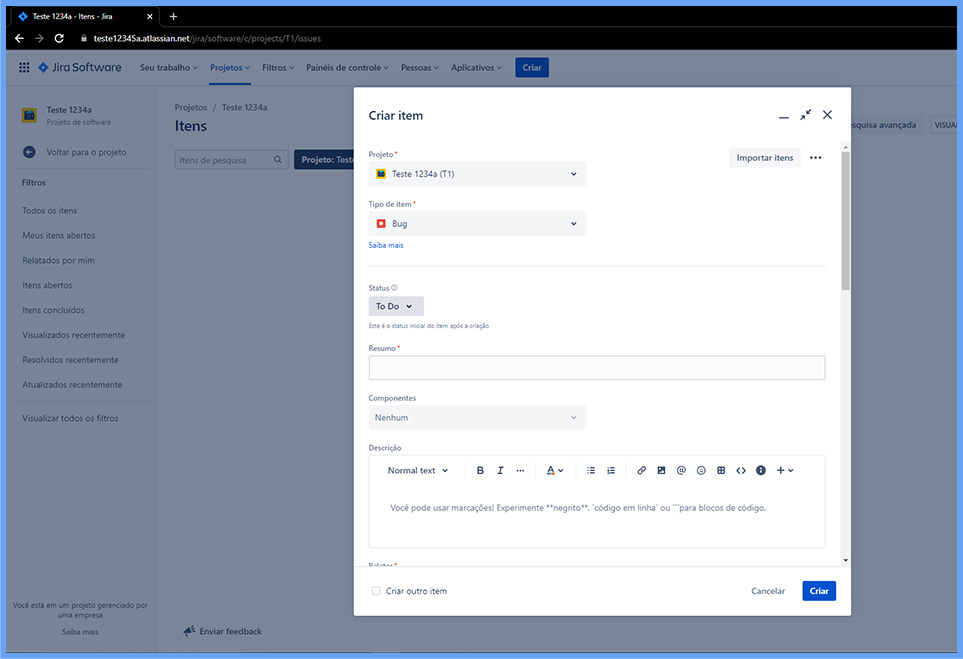 Teste 1234a - Itens - Jira
teste12345a.atlassian.net/jira/software/c/projects/T1/issues
Jira Software
Seu trabalho
Projetos
Filtros
Painéis de controle
Pessoas
Aplicativos
Criar
Teste 1234a
Projeto de software
Voltar para o projeto
Filtros
Todos os itens
Meus itens abertos
Relatados por mim
Itens abertos
Itens concluídos
Visualizados recentemente
Resolvidos recentemente
Atualizados recentemente
Visualizar todos os filtros
Você está em um projeto gerenciado por
uma empresa
Saiba mais
Projetos / Teste 1234a
Itens
Itens de pesquisa
Projeto: Teste
esquisa avançada
VISUA
Enviar feedback
Criar item
Importar itens
Projeto *
Teste 1234a (T1)
Tipo de item *
Bug
Saiba mais
Status
To Do
Este é o status inicial do item após a criação
Resumo *
Componentes
Nenhum
Descrição
Normal text
B I ... A
Você pode usar marcações! Experimente **negrito**, `código em linha` ou ```para blocos de código.
Relator *
Criar outro item
Cancelar
Criar